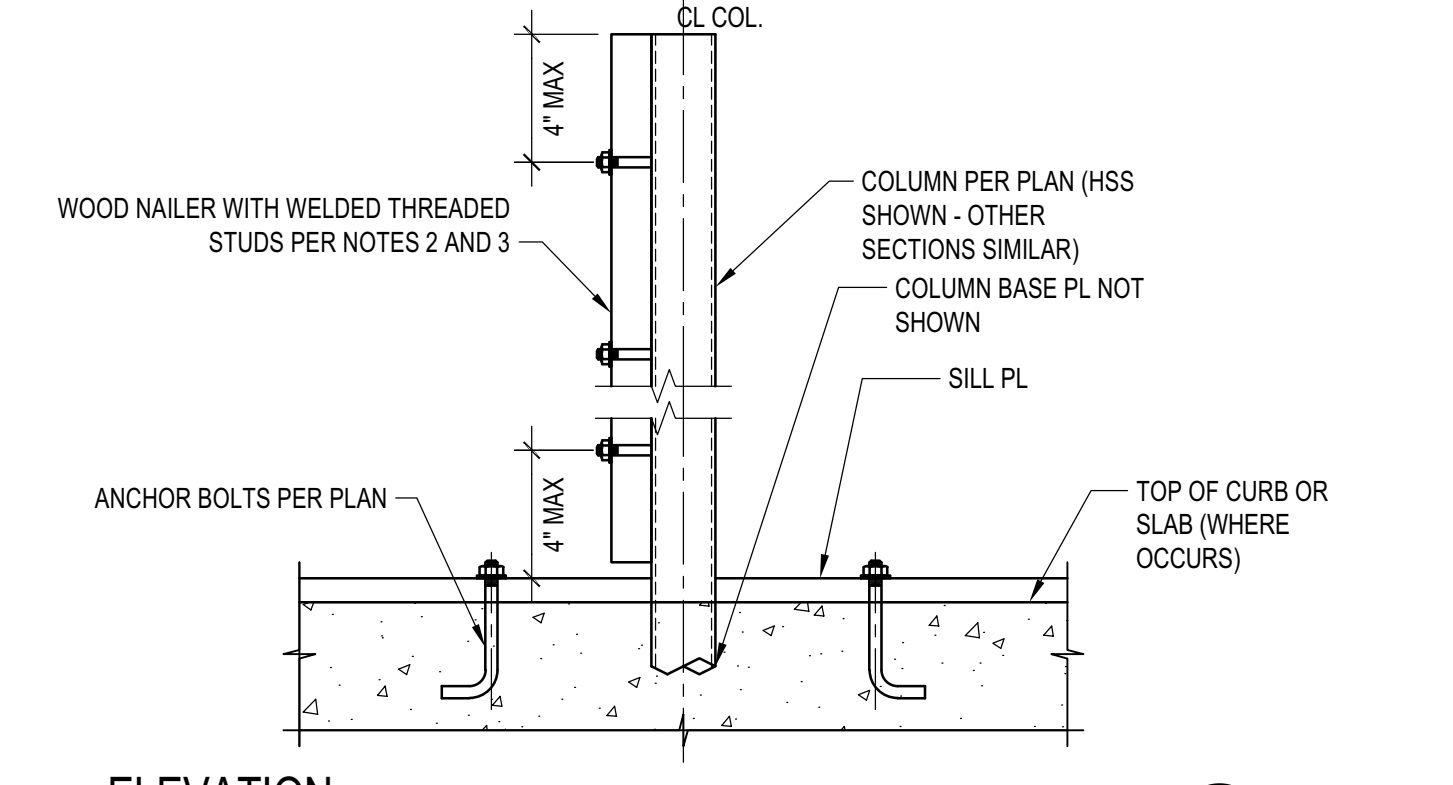 CL COL.
4" MAX
WOOD NAILER WITH WELDED THREADED
STUDS PER NOTES 2 AND 3
COLUMN PER PLAN (HSS
SHOWN - OTHER
SECTIONS SIMILAR)
COLUMN BASE PL NOT
SHOWN
SILL PL
ANCHOR BOLTS PER PLAN
4" MAX
TOP OF CURB OR
SLAB (WHERE
OCCURS)
ELEVATION